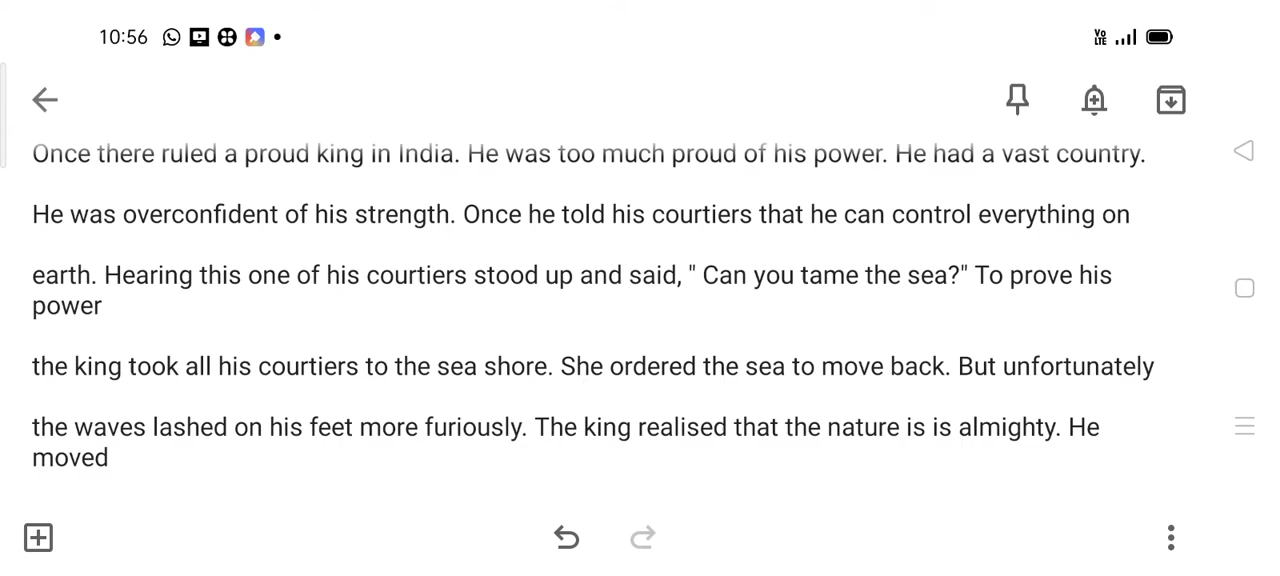 10:56 Vo LTE
Once there ruled a proud king in India. He was too much proud of his power. He had a vast country.
He was overconfident of his strength. Once he told his courtiers that he can control everything on
earth. Hearing this one of his courtiers stood up and said, " Can you tame the sea?" To prove his
power
the king took all his courtiers to the sea shore. She ordered the sea to move back. But unfortunately
the waves lashed on his feet more furiously. The king realised that the nature is is almighty. He
moved